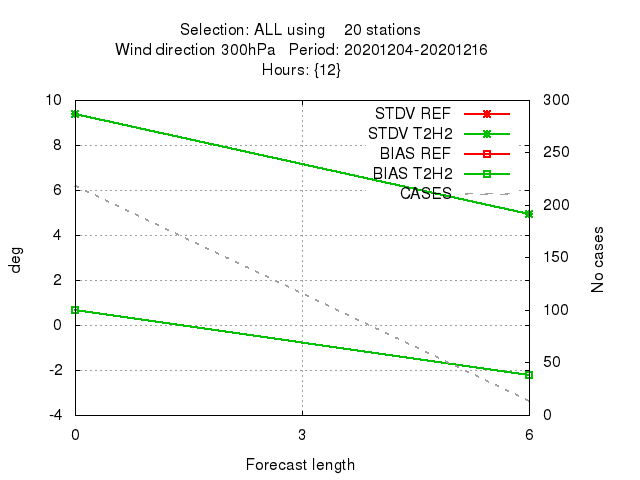 Selection: ALL using    20 stations
Wind direction 300hPa   Period: 20201204-20201216
Hours: {12}
10
8
6
4
2
0
-2
-4
deg
STDV REF
STDV T2H2
BIAS REF
BIAS T2H2
CASES
300
250
200
150
100
50
0
No cases
0
3
6
Forecast length